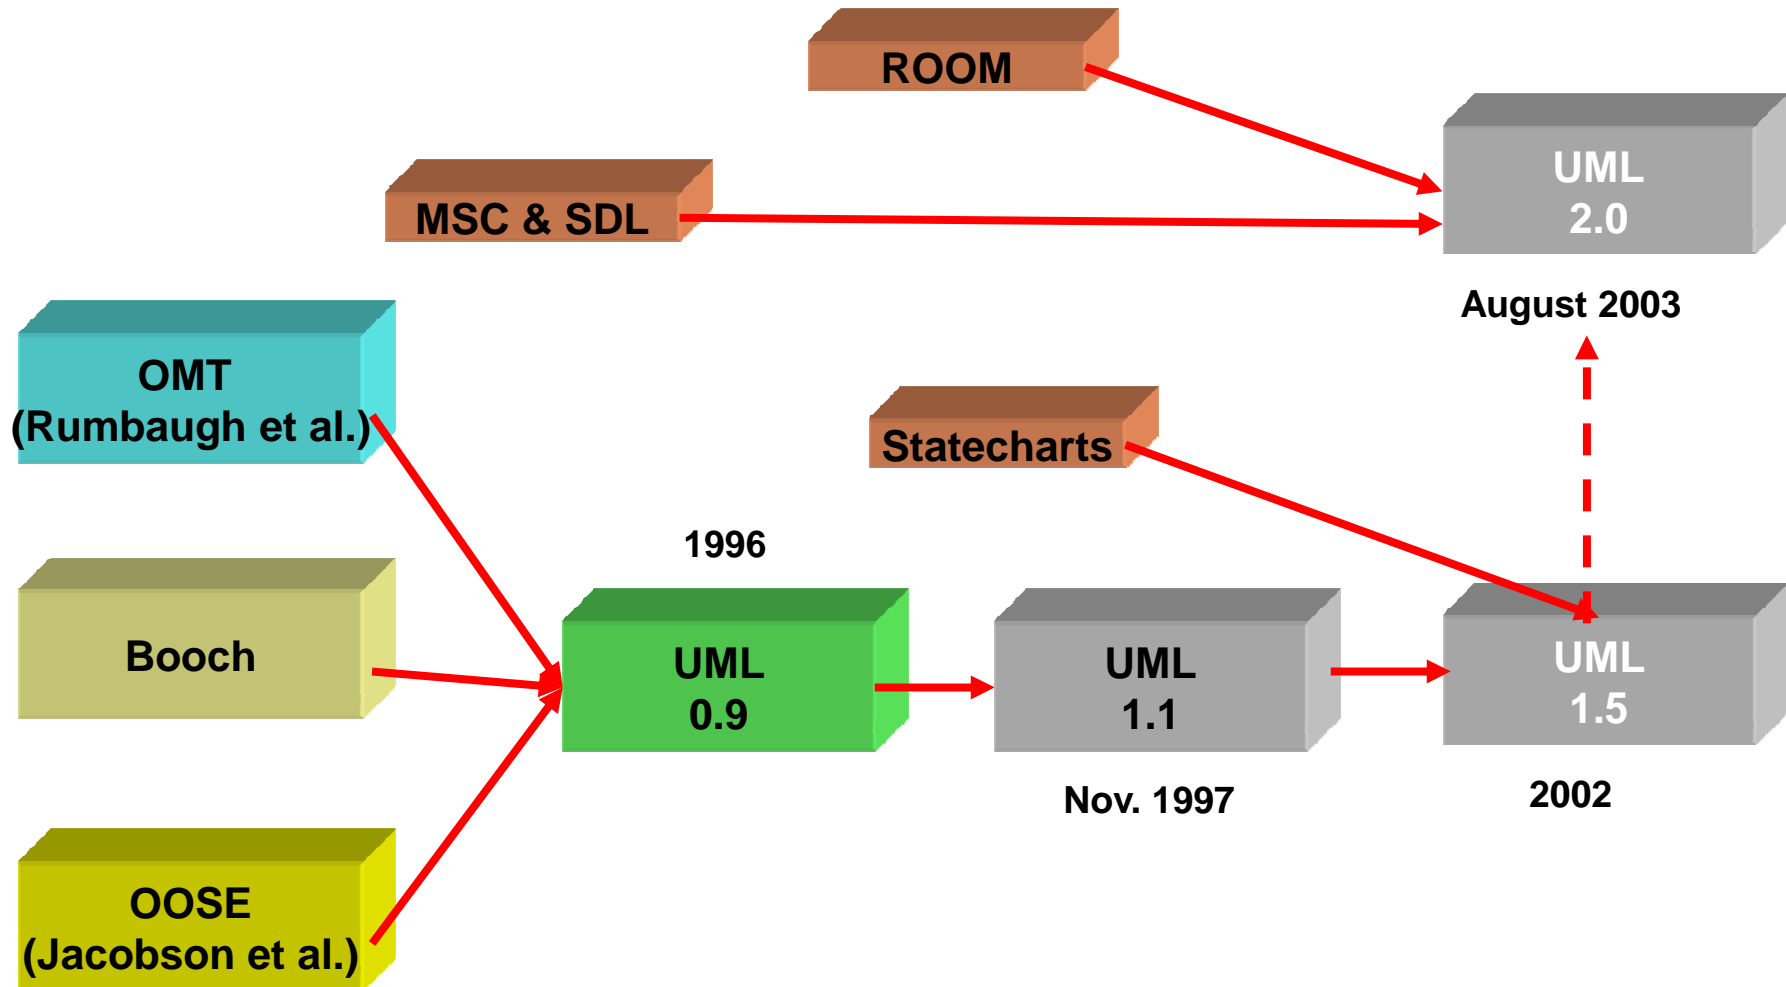 ROOM
UML
2.0
MSC & SDL
August 2003
OMT
(Rumbaugh et al.)
Statecharts
1996
Booch
UML
0.9
UML
1.1
UML
1.5
Nov. 1997
2002
OOSE
(Jacobson et al.)